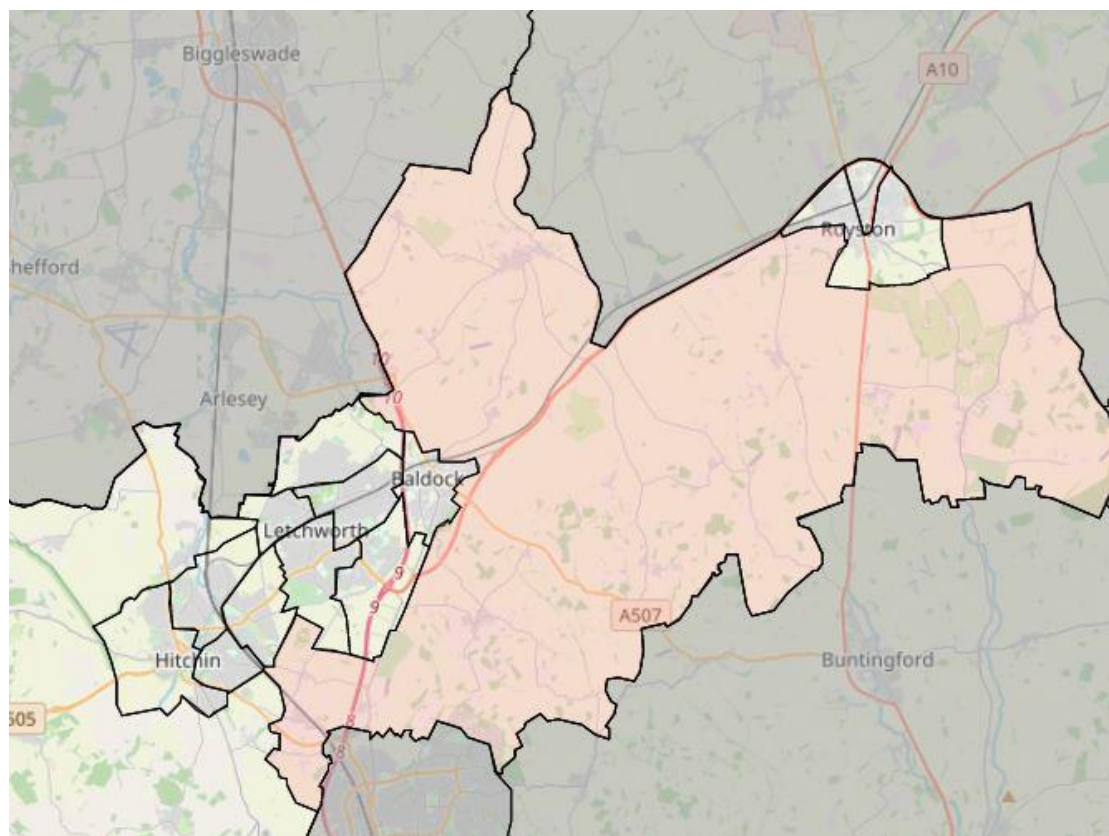 Biggleswade
A10
Royston
hefford
10
10
Arlesey
Baldock
Letchworth
9
9
A507
Hitchin
Buntingford
505
8
8